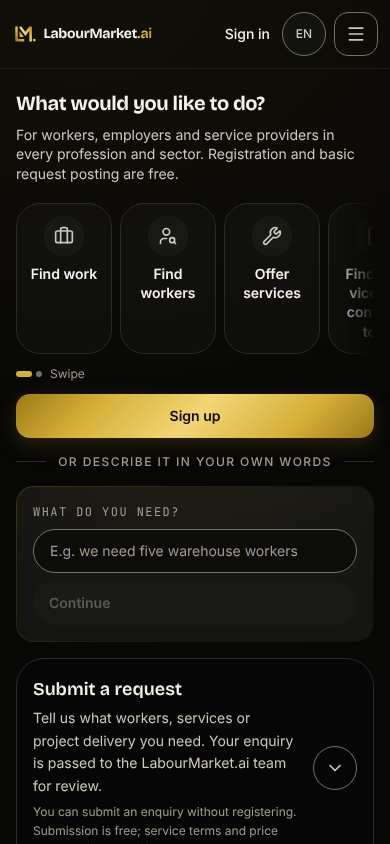 LabourMarket.ai
Sign in
EN
What would you like to do?
For workers, employers and service providers in
every profession and sector. Registration and basic
request posting are free.
Find work
Find
workers
Offer
services
Find
Swipe
Sign up
OR DESCRIBE IT IN YOUR OWN WORDS
WHAT DO YOU NEED?
E.g. we need five warehouse workers
Continue
Submit a request
Tell us what workers, services or
project delivery you need. Your enquiry
is passed to the LabourMarket.ai team
for review.
You can submit an enquiry without registering.
Submission is free; service terms and price